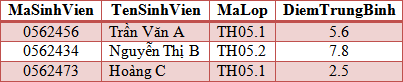 MaSinhVien TenSinhVien MaLop DiemTrungBinh
0562456 Trần Văn A TH05.1 5.6
0562434 Nguyễn Thị B TH05.2 7.8
0562473 Hoàng C TH05.1 2.5